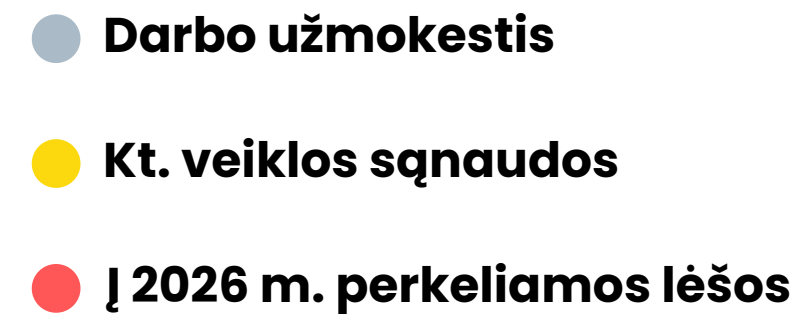 Darbo užmokestis
Kt. veiklos sąnaudos
Į 2026 m. perkeliamos lėšos